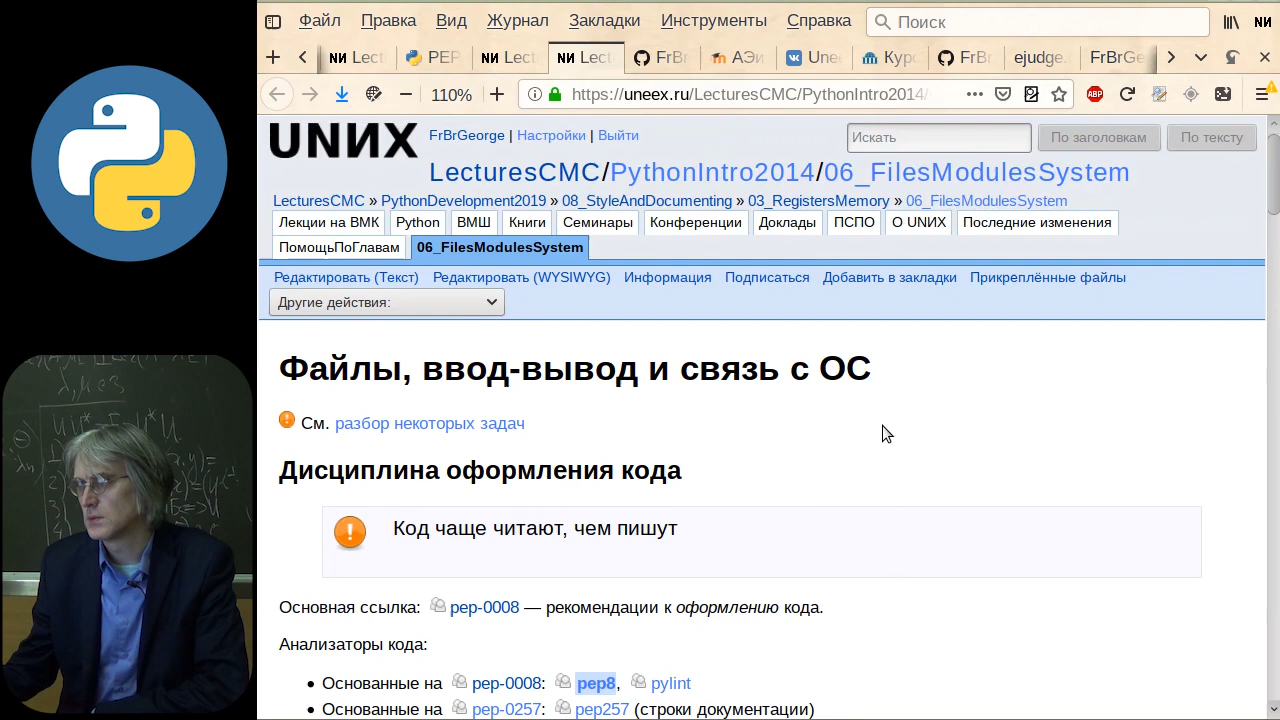 Файл Правка Вид Журнал Закладки Инструменты Справка Поиск
Lect PEP Lect Lect FrBr АЭи Une Курс FrBr ejudge. FrBrGe
110% https://uneex.ru/LecturesCMC/PythonIntro2014/ ABP
UNИX FrBrGeorge | Настройки | Выйти Искать По заголовкам По тексту
LecturesCMC/PythonIntro2014/06_FilesModulesSystem
LecturesCMC » PythonDevelopment2019 » 08_StyleAndDocumenting » 03_RegistersMemory » 06_FilesModulesSystem
Лекции на ВМК Python ВМШ Книги Семинары Конференции Доклады ПСПО О UNИX Последние изменения
ПомощьПоГлавам 06_FilesModulesSystem
Редактировать (Текст) Редактировать (WYSIWYG) Информация Подписаться Добавить в закладки Прикреплённые файлы
Другие действия:
Файлы, ввод-вывод и связь с ОС
См. разбор некоторых задач
Дисциплина оформления кода
Код чаще читают, чем пишут
Основная ссылка: pep-0008 — рекомендации к оформлению кода.
Анализаторы кода:
Основанные на pep-0008: pep8, pylint
Основанные на pep-0257: pep257 (строки документации)